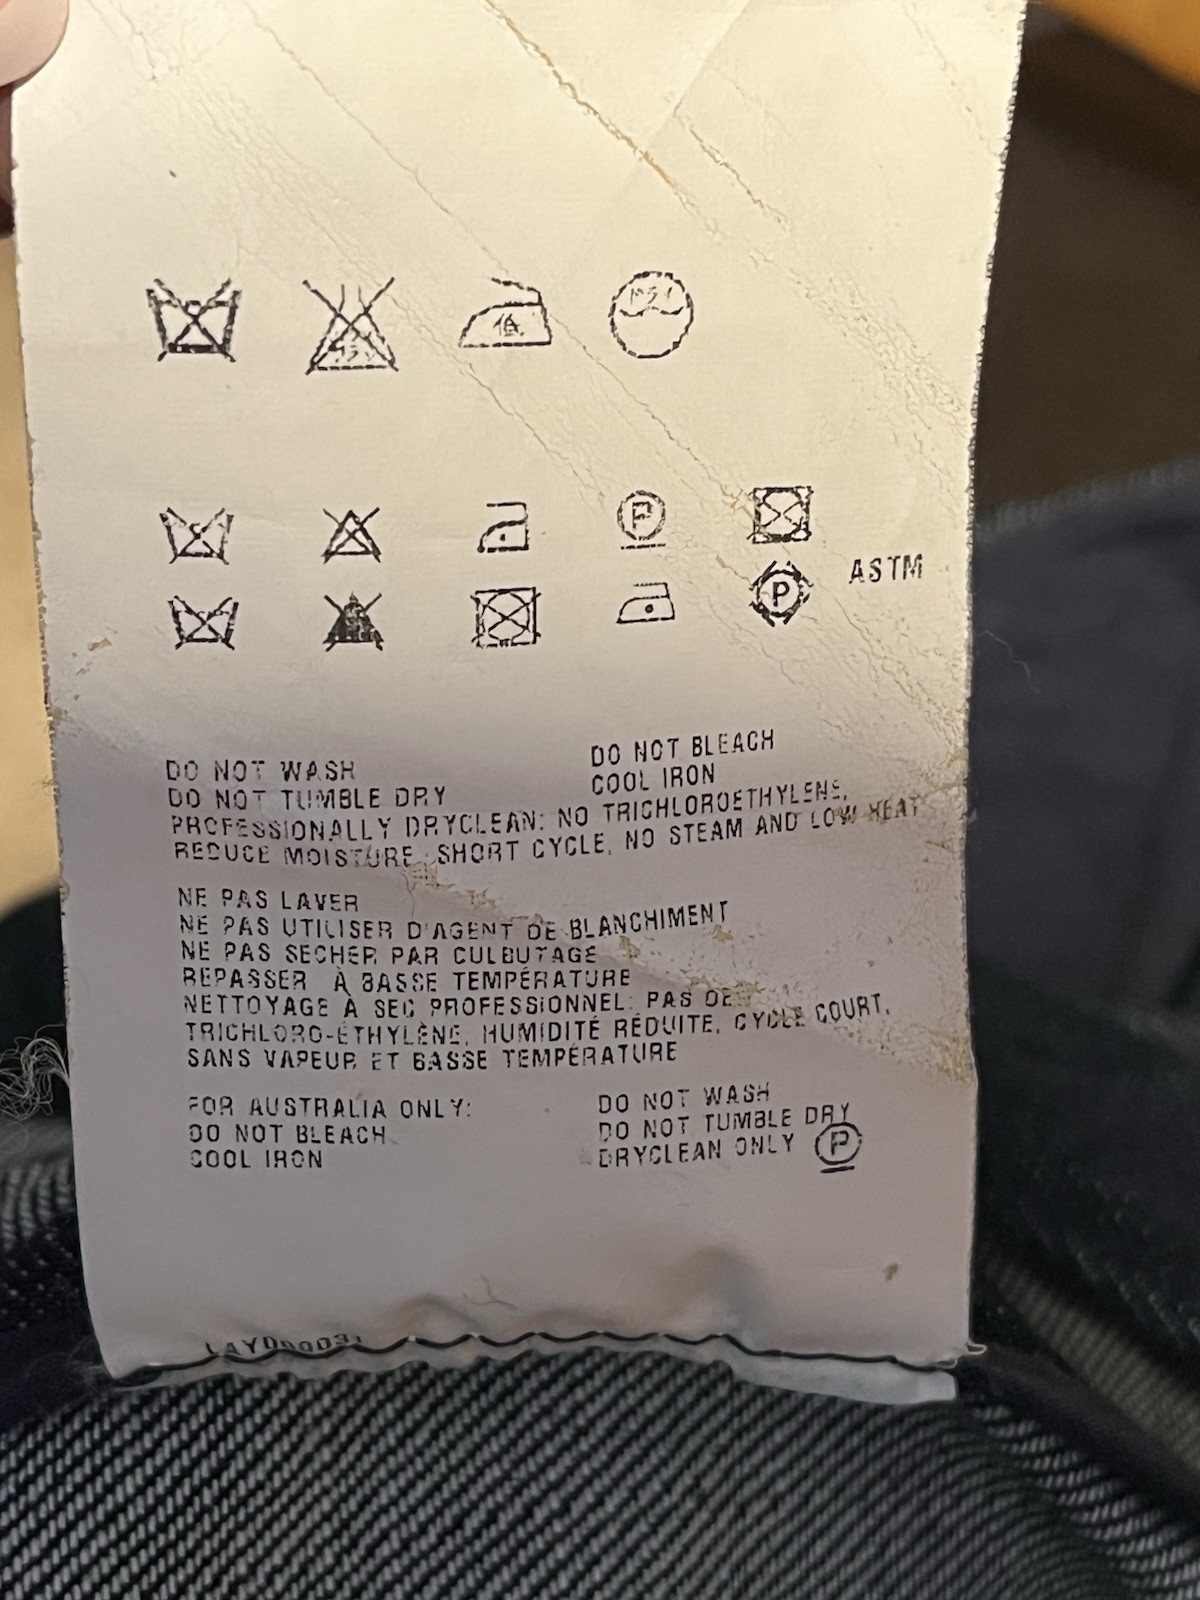 低
ドライ
P
P
ASTM
DO NOT WASH
DO NOT BLEACH
DO NOT TUMBLE DRY
COOL IRON
PROFESSIONALLY DRYCLEAN: NO TRICHLOROETHYLENE,
REDUCE MOISTURE, SHORT CYCLE, NO STEAM AND LOW HEAT
NE PAS LAVER
NE PAS UTILISER D'AGENT DE BLANCHIMENT
NE PAS SECHER PAR CULBUTAGE
REPASSER À BASSE TEMPÉRATURE
NETTOYAGE À SEC PROFESSIONNEL: PAS DE
TRICHLORO-ÉTHYLÈNE, HUMIDITÉ RÉDUITE, CYCLE COURT,
SANS VAPEUR ET BASSE TEMPÉRATURE
FOR AUSTRALIA ONLY:
DO NOT BLEACH
COOL IRON
DO NOT WASH
DO NOT TUMBLE DRY
DRYCLEAN ONLY P